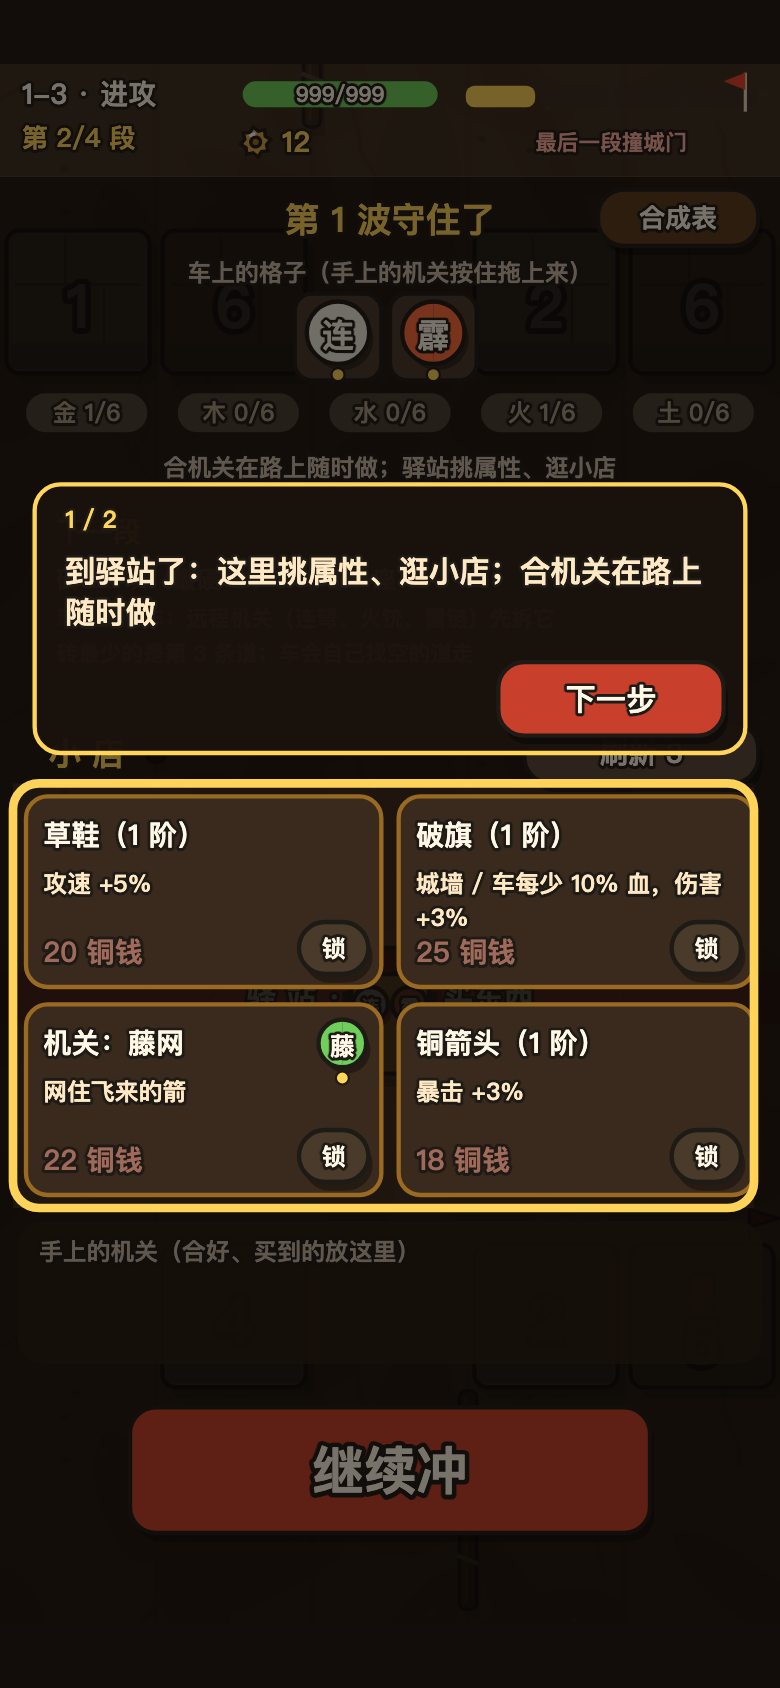 1–3 · 进攻
999/999
第 2/4 段
12
最后一段撞城门
第 1 波守住了
合成表
车上的格子（手上的机关按住拖上来）
1
6
连
霹
2
6
金 1/6
木 0/6
水 0/6
火 1/6
土 0/6
合机关在路上随时做；驿站挑属性、逛小店
1 / 2
到驿站了：这里挑属性、逛小店；合机关在路上
随时做
下一步
小 店
刷新
草鞋（1 阶）
攻速 +5%
20 铜钱
锁
破旗（1 阶）
城墙 / 车每少 10% 血，伤害
+3%
25 铜钱
锁
机关：藤网
藤
网住飞来的箭
22 铜钱
锁
铜箭头（1 阶）
暴击 +3%
18 铜钱
锁
手上的机关（合好、买到的放这里）
继续冲